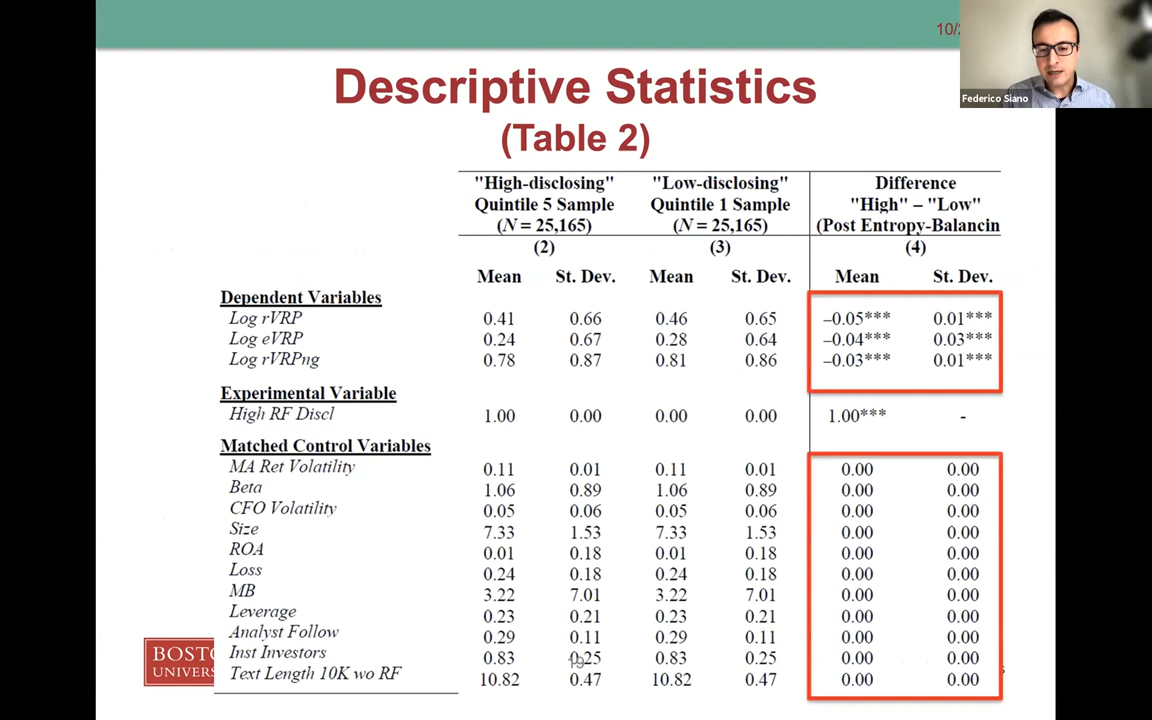 10/
Federico Siano
Descriptive Statistics
(Table 2)
"High-disclosing" "Low-disclosing" Difference
Quintile 5 Sample Quintile 1 Sample "High" – "Low"
(N = 25,165) (N = 25,165) (Post Entropy-Balancin
(2) (3) (4)
Mean St. Dev. Mean St. Dev. Mean St. Dev.
Dependent Variables
Log rVRP 0.41 0.66 0.46 0.65 –0.05*** 0.01***
Log eVRP 0.24 0.67 0.28 0.64 –0.04*** 0.03***
Log rVRPng 0.78 0.87 0.81 0.86 –0.03*** 0.01***
Experimental Variable
High RF Discl 1.00 0.00 0.00 0.00 1.00*** -
Matched Control Variables
MA Ret Volatility 0.11 0.01 0.11 0.01 0.00 0.00
Beta 1.06 0.89 1.06 0.89 0.00 0.00
CFO Volatility 0.05 0.06 0.05 0.06 0.00 0.00
Size 7.33 1.53 7.33 1.53 0.00 0.00
ROA 0.01 0.18 0.01 0.18 0.00 0.00
Loss 0.24 0.18 0.24 0.18 0.00 0.00
MB 3.22 7.01 3.22 7.01 0.00 0.00
Leverage 0.23 0.21 0.23 0.21 0.00 0.00
Analyst Follow 0.29 0.11 0.29 0.11 0.00 0.00
Inst Investors 0.83 0.25 0.83 0.25 0.00 0.00
Text Length 10K wo RF 10.82 0.47 10.82 0.47 0.00 0.00
BOSTO
UNIVER
19
s